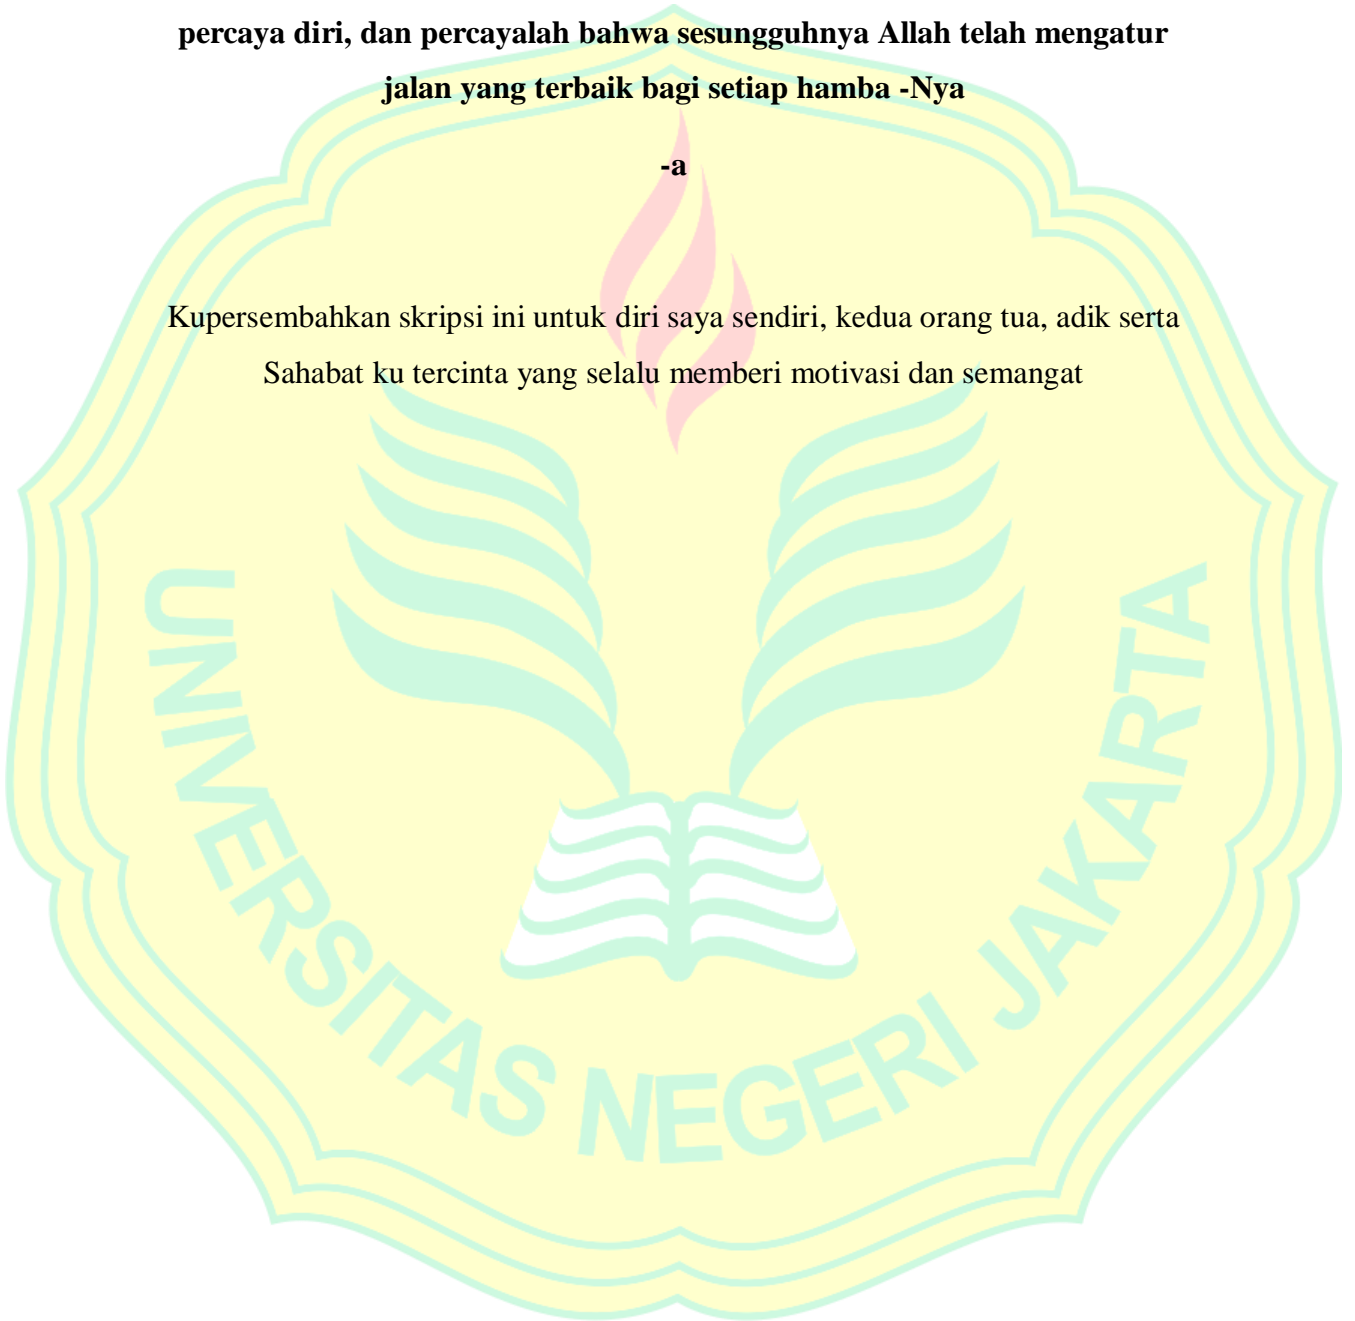 percaya diri, dan percayalah bahwa sesungguhnya Allah telah mengatur
jalan yang terbaik bagi setiap hamba -Nya
-a
Kupersembahkan skripsi ini untuk diri saya sendiri, kedua orang tua, adik serta
Sahabat ku tercinta yang selalu memberi motivasi dan semangat
UNIVERSITAS NEGERI JAKARTA